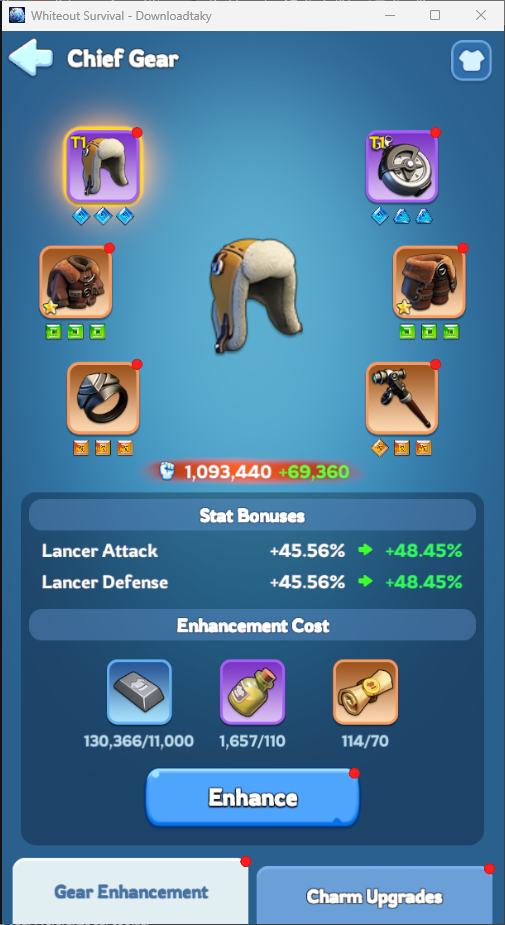 Whiteout Survival - Downloadtaky
Chief Gear
T1
T1
1,093,440 +69,360
Stat Bonuses
Lancer Attack +45.56% +48.45%
Lancer Defense +45.56% +48.45%
Enhancement Cost
130,366/11,000 1,657/110 114/70
Enhance
Gear Enhancement
Charm Upgrades